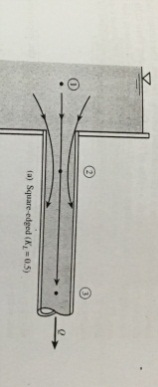 ①
②
③
Q
(a) Square-edged (K_L = 0.5)